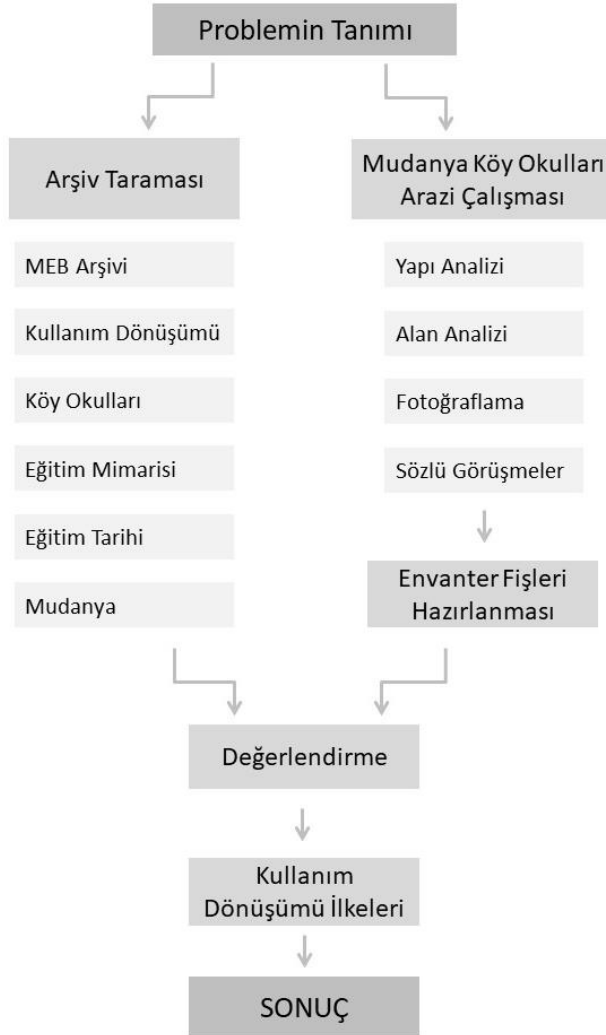 Problemin Tanımı
Arşiv Taraması
MEB Arşivi
Kullanım Dönüşümü
Köy Okulları
Eğitim Mimarisi
Eğitim Tarihi
Mudanya
Mudanya Köy Okulları
Arazi Çalışması
Yapı Analizi
Alan Analizi
Fotoğraflama
Sözlü Görüşmeler
Envanter Fişleri
Hazırlanması
Değerlendirme
Kullanım
Dönüşümü İlkeleri
SONUÇ